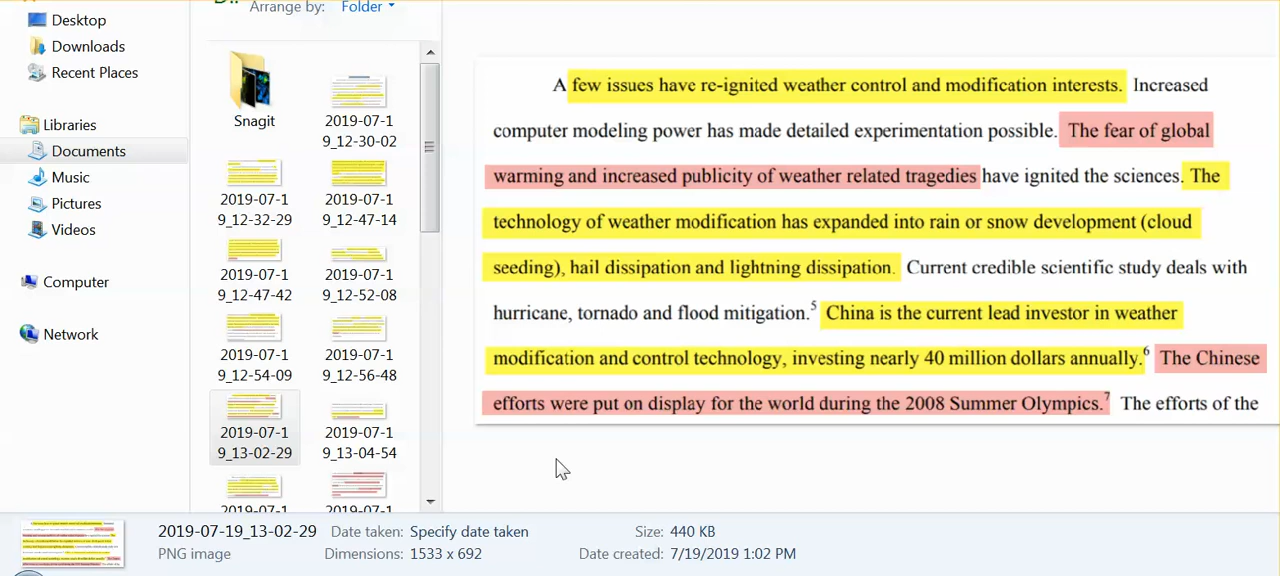 Arrange by: Folder
Desktop
Downloads
Recent Places
Libraries
Documents
Music
Pictures
Videos
Computer
Network
Snagit
2019-07-1
9_12-30-02
2019-07-1
9_12-32-29
2019-07-1
9_12-47-14
2019-07-1
9_12-47-42
2019-07-1
9_12-52-08
2019-07-1
9_12-54-09
2019-07-1
9_12-56-48
2019-07-1
9_13-02-29
2019-07-1
9_13-04-54
2019-07-1
2019-07-1
A few issues have re-ignited weather control and modification interests. Increased
computer modeling power has made detailed experimentation possible. The fear of global
warming and increased publicity of weather related tragedies have ignited the sciences. The
technology of weather modification has expanded into rain or snow development (cloud
seeding), hail dissipation and lightning dissipation. Current credible scientific study deals with
hurricane, tornado and flood mitigation.5 China is the current lead investor in weather
modification and control technology, investing nearly 40 million dollars annually.6 The Chinese
efforts were put on display for the world during the 2008 Summer Olympics.7 The efforts of the
2019-07-19_13-02-29 Date taken: Specify date taken Size: 440 KB
PNG image Dimensions: 1533 x 692 Date created: 7/19/2019 1:02 PM